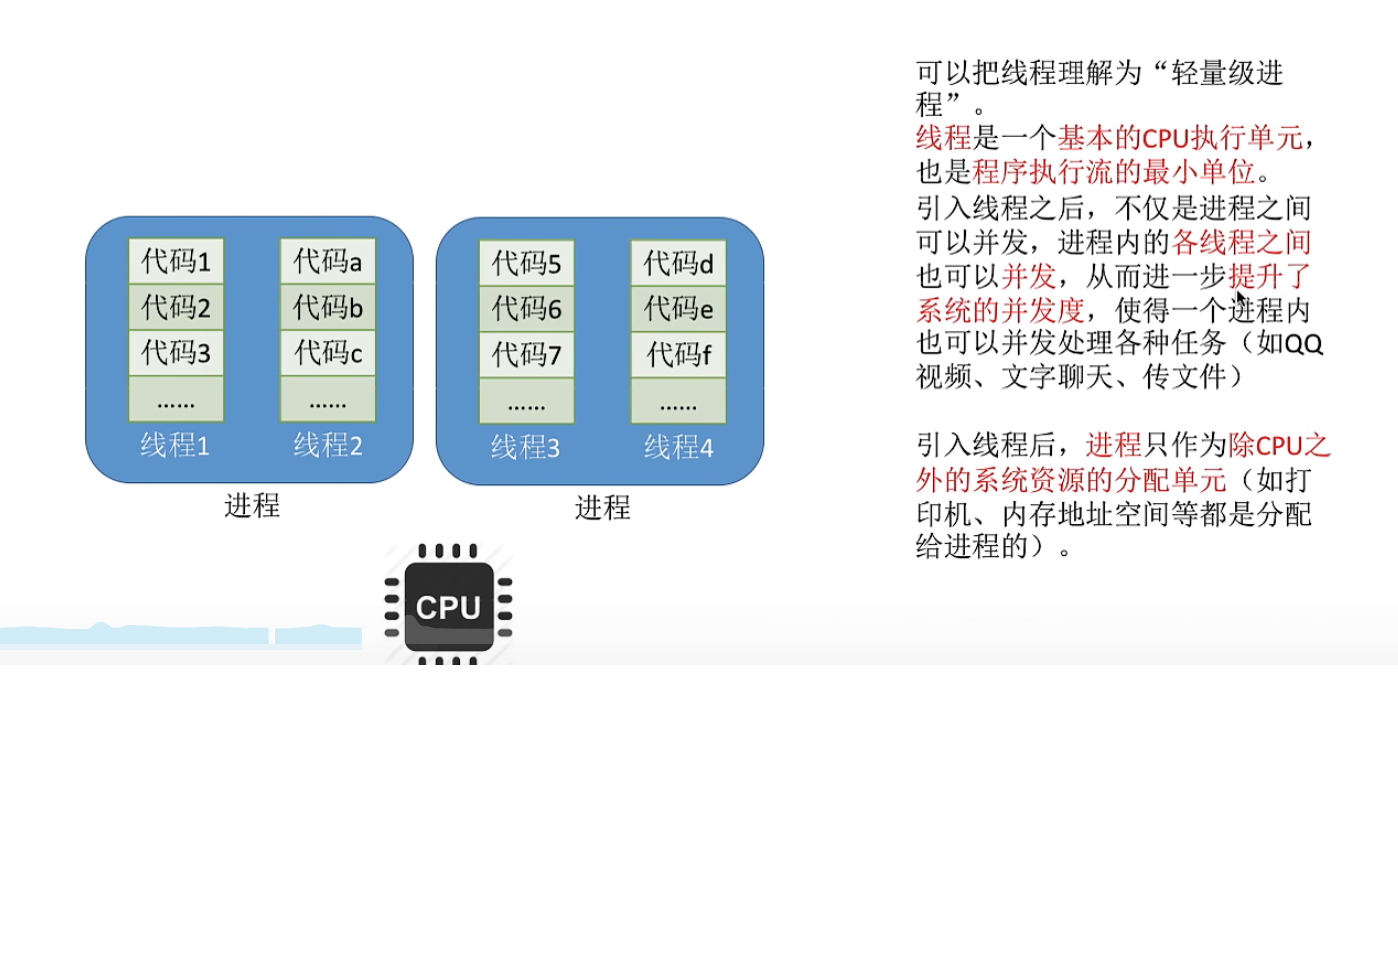 可以把线程理解为“轻量级进
程”。
线程是一个基本的CPU执行单元，
也是程序执行流的最小单位。
引入线程之后，不仅是进程之间
可以并发，进程内的各线程之间
也可以并发，从而进一步提升了
系统的并发度，使得一个进程内
也可以并发处理各种任务（如QQ
视频、文字聊天、传文件）
引入线程后，进程只作为除CPU之
外的系统资源的分配单元（如打
印机、内存地址空间等都是分配
给进程的）。
代码1
代码2
代码3
......
线程1
代码a
代码b
代码c
......
线程2
进程
代码5
代码6
代码7
......
线程3
代码d
代码e
代码f
......
线程4
进程
CPU